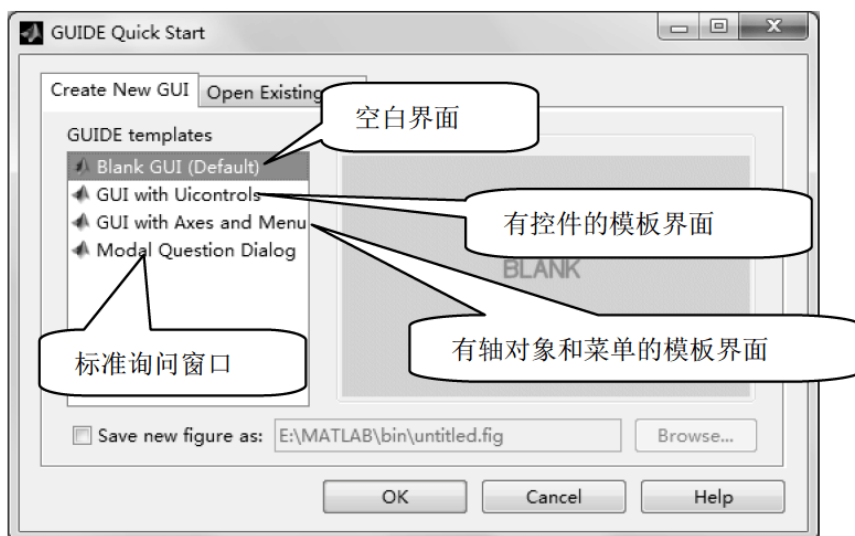 GUIDE Quick Start
Create New GUI
Open Existing
GUIDE templates
Blank GUI (Default)
GUI with Uicontrols
GUI with Axes and Menu
Modal Question Dialog
空白界面
有控件的模板界面
BLANK
有轴对象和菜单的模板界面
标准询问窗口
Save new figure as:
E:\MATLAB\bin\untitled.fig
Browse...
OK
Cancel
Help